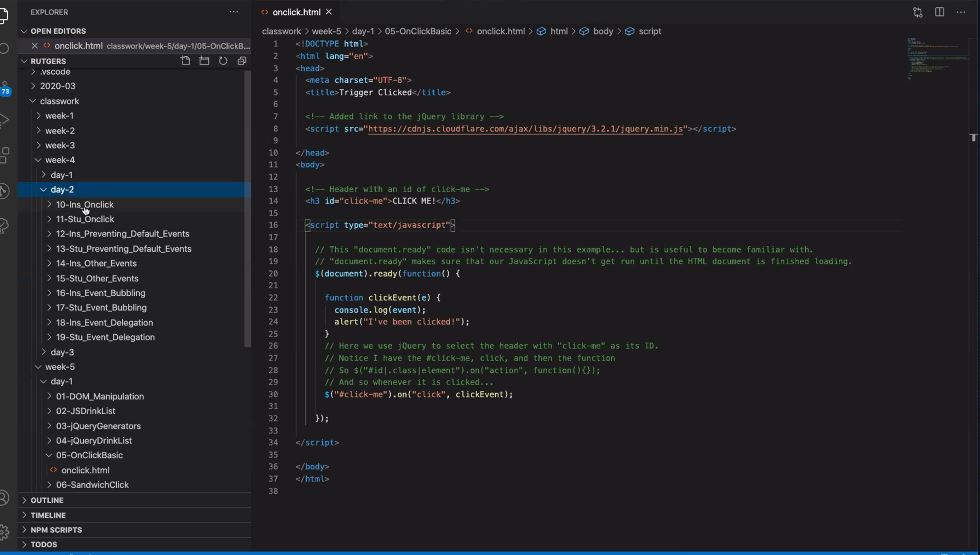 EXPLORER
OPEN EDITORS
onclick.html classwork/week-5/day-1/05-OnClickB...
RUTGERS
.vscode
2020-03
classwork
week-1
week-2
week-3
week-4
day-1
day-2
10-Ins_Onclick
11-Stu_Onclick
12-Ins_Preventing_Default_Events
13-Stu_Preventing_Default_Events
14-Ins_Other_Events
15-Stu_Other_Events
16-Ins_Event_Bubbling
17-Stu_Event_Bubbling
18-Ins_Event_Delegation
19-Stu_Event_Delegation
day-3
week-5
day-1
01-DOM_Manipulation
02-JSDrinkList
03-jQueryGenerators
04-jQueryDrinkList
05-OnClickBasic
onclick.html
06-SandwichClick
OUTLINE
TIMELINE
NPM SCRIPTS
TODOS
73
onclick.html
classwork > week-5 > day-1 > 05-OnClickBasic > onclick.html > html > body > script
1 <!DOCTYPE html>
2 <html lang="en">
3 <head>
4 <meta charset="UTF-8">
5 <title>Trigger Clicked</title>
6
7 <!-- Added link to the jQuery library -->
8 <script src="https://cdnjs.cloudflare.com/ajax/libs/jquery/3.2.1/jquery.min.js"></script>
9
10 </head>
11 <body>
12
13 <!-- Header with an id of click-me -->
14 <h3 id="click-me">CLICK ME!</h3>
15
16 <script type="text/javascript">
17
18 // This "document.ready" code isn't necessary in this example... but is useful to become familiar with.
19 // "document.ready" makes sure that our JavaScript doesn't get run until the HTML document is finished loading.
20 $(document).ready(function() {
21
22 function clickEvent(e) {
23 console.log(event);
24 alert("I've been clicked!");
25 }
26 // Here we use jQuery to select the header with "click-me" as its ID.
27 // Notice I have the #click-me, click, and then the function
28 // So $("#id|.class|element").on("action", function(){});
29 // And so whenever it is clicked...
30 $("#click-me").on("click", clickEvent);
31
32 });
33
34 </script>
35
36 </body>
37 </html>
38